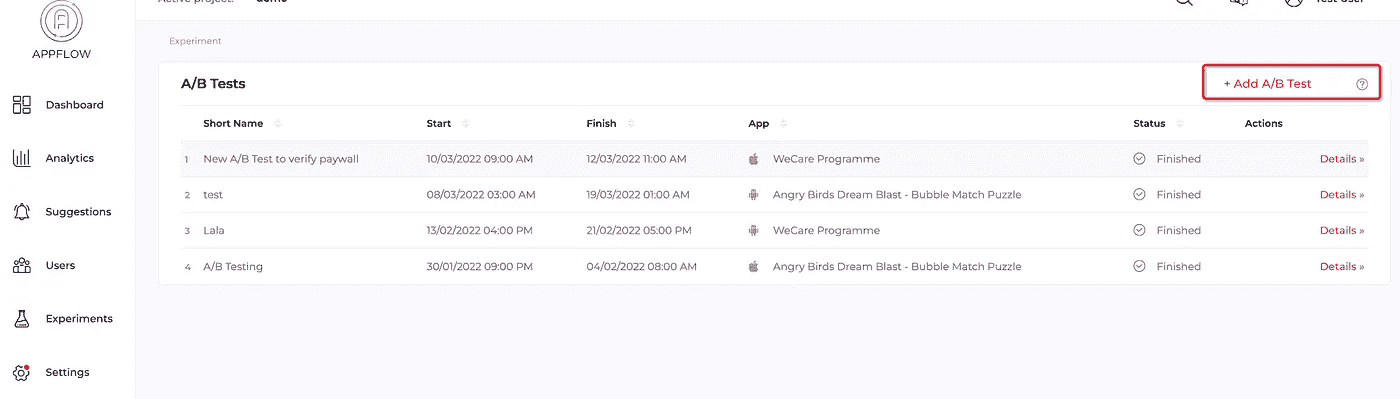 Active project: demo
Test user
APPFLOW
Dashboard
Analytics
Suggestions
Users
Experiments
Settings
Experiment
A/B Tests
+ Add A/B Test ?
Short Name Start Finish App Status Actions
1 New A/B Test to verify paywall 10/03/2022 09:00 AM 12/03/2022 11:00 AM WeCare Programme Finished Details »
2 test 08/03/2022 03:00 AM 19/03/2022 01:00 AM Angry Birds Dream Blast - Bubble Match Puzzle Finished Details »
3 Lala 13/02/2022 04:00 PM 21/02/2022 05:00 PM WeCare Programme Finished Details »
4 A/B Testing 30/01/2022 09:00 PM 04/02/2022 08:00 AM Angry Birds Dream Blast - Bubble Match Puzzle Finished Details »